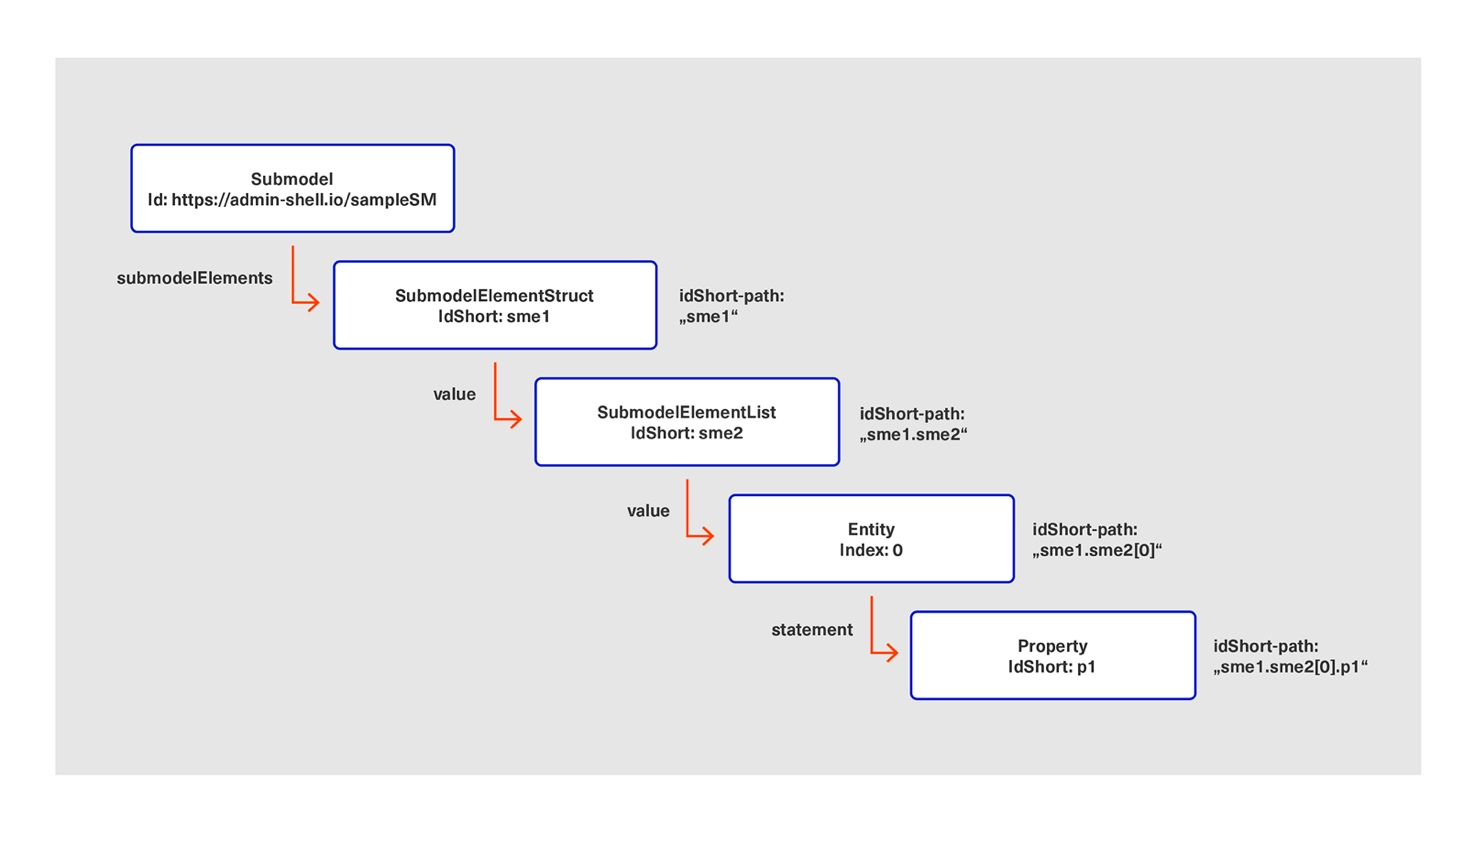 Submodel
Id: https://admin-shell.io/sampleSM
submodelElements
SubmodelElementStruct
IdShort: sme1
idShort-path:
„sme1“
value
SubmodelElementList
IdShort: sme2
idShort-path:
„sme1.sme2“
value
Entity
Index: 0
idShort-path:
„sme1.sme2[0]“
statement
Property
IdShort: p1
idShort-path:
„sme1.sme2[0].p1“